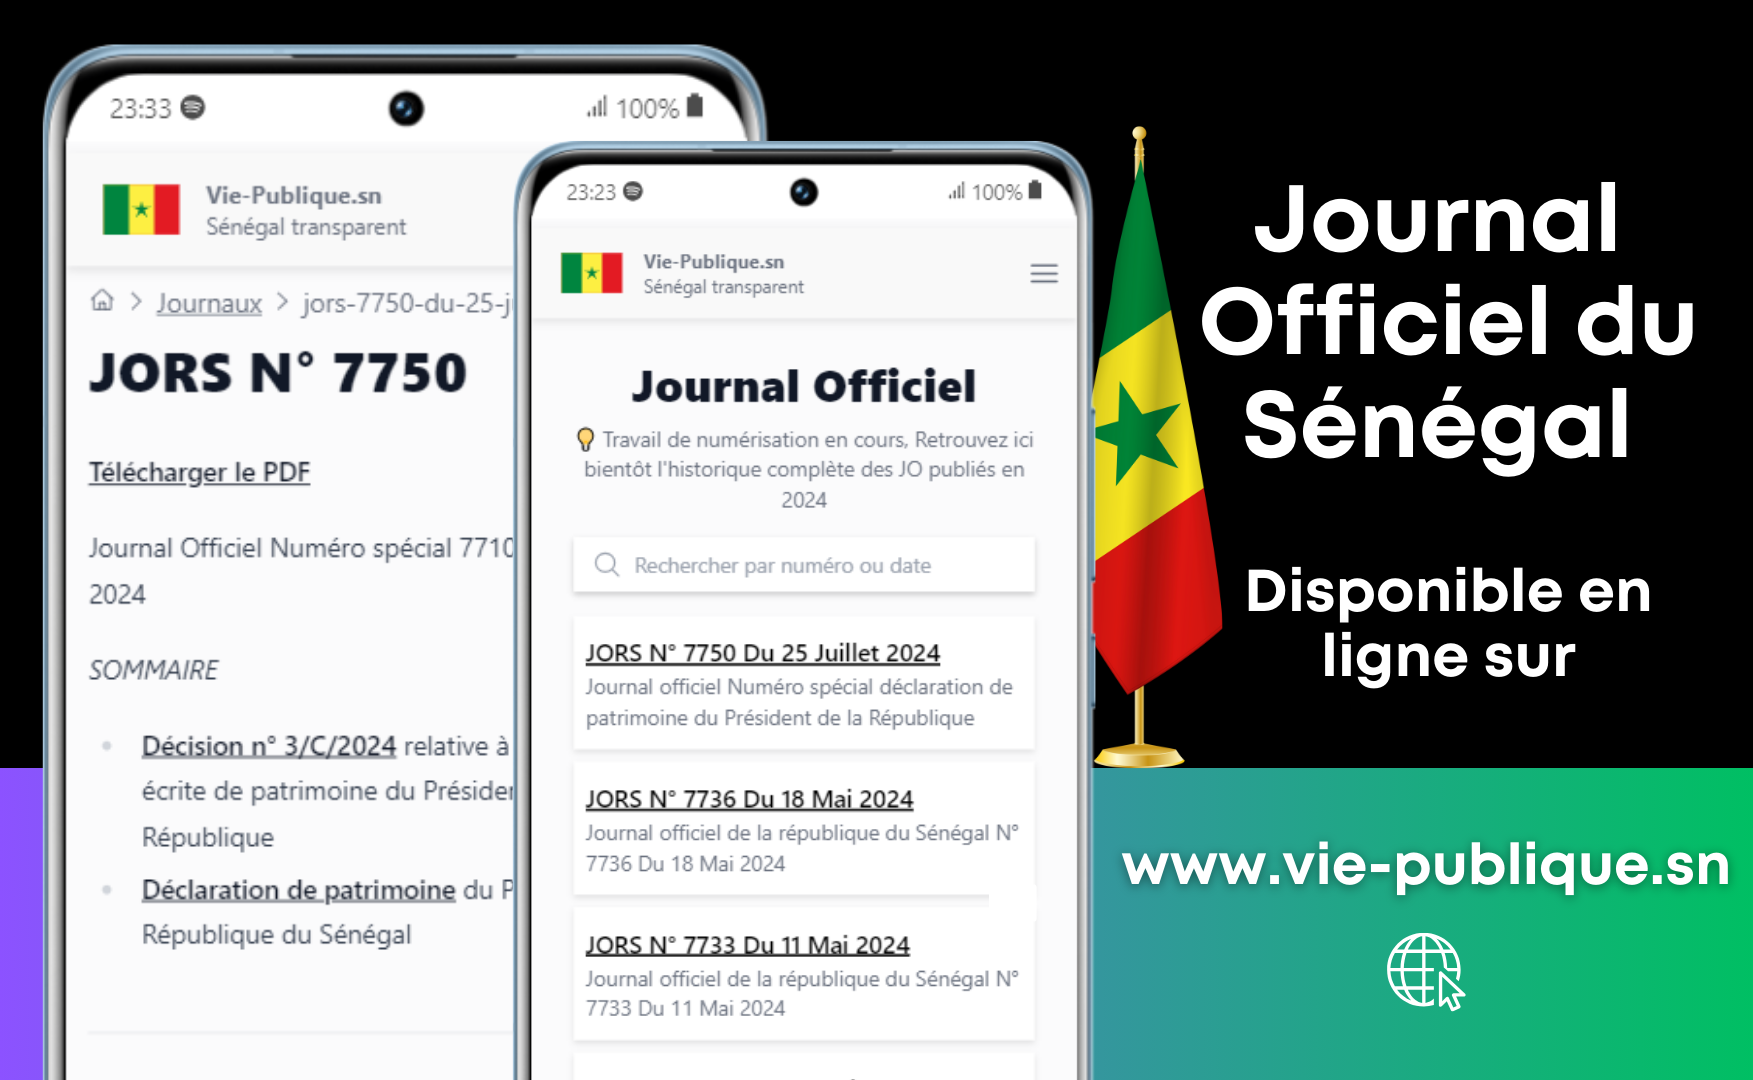 23:33
100%
Vie-Publique.sn
Sénégal transparent
Journaux
jors-7750-du-25-j
JORS N° 7750
Télécharger le PDF
Journal Officiel Numéro spécial 7710
2024
SOMMAIRE
Décision n° 3/C/2024 relative à
écrite de patrimoine du Présiden
République
Déclaration de patrimoine du P
République du Sénégal
23:23
100%
Vie-Publique.sn
Sénégal transparent
Journal Officiel
Travail de numérisation en cours, Retrouvez ici
bientôt l'historique complète des JO publiés en
2024
Rechercher par numéro ou date
JORS N° 7750 Du 25 Juillet 2024
Journal officiel Numéro spécial déclaration de
patrimoine du Président de la République
JORS N° 7736 Du 18 Mai 2024
Journal officiel de la république du Sénégal N°
7736 Du 18 Mai 2024
JORS N° 7733 Du 11 Mai 2024
Journal officiel de la république du Sénégal N°
7733 Du 11 Mai 2024
Journal
Officiel du
Sénégal
Disponible en
ligne sur
www.vie-publique.sn